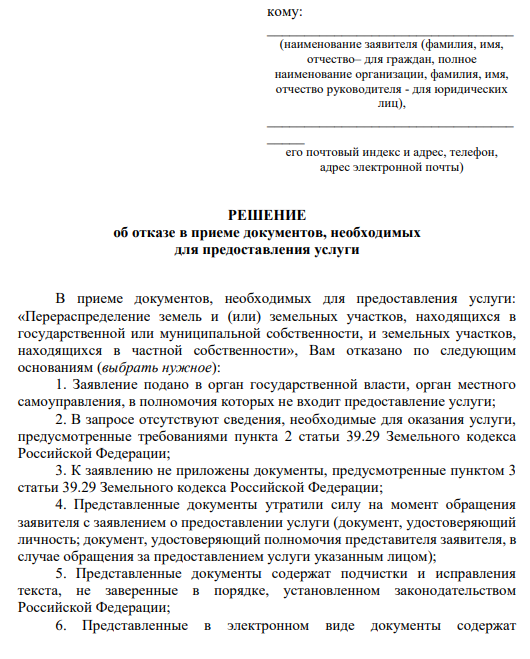 кому:
___________________________________
(наименование заявителя (фамилия, имя,
отчество– для граждан, полное
наименование организации, фамилия, имя,
отчество руководителя - для юридических
лиц),
___________________________________
_____
его почтовый индекс и адрес, телефон,
адрес электронной почты)
РЕШЕНИЕ
об отказе в приеме документов, необходимых
для предоставления услуги
В приеме документов, необходимых для предоставления услуги:
«Перераспределение земель и (или) земельных участков, находящихся в
государственной или муниципальной собственности, и земельных участков,
находящихся в частной собственности», Вам отказано по следующим
основаниям (выбрать нужное):
1. Заявление подано в орган государственной власти, орган местного
самоуправления, в полномочия которых не входит предоставление услуги;
2. В запросе отсутствуют сведения, необходимые для оказания услуги,
предусмотренные требованиями пункта 2 статьи 39.29 Земельного кодекса
Российской Федерации;
3. К заявлению не приложены документы, предусмотренные пунктом 3
статьи 39.29 Земельного кодекса Российской Федерации;
4. Представленные документы утратили силу на момент обращения
заявителя с заявлением о предоставлении услуги (документ, удостоверяющий
личность; документ, удостоверяющий полномочия представителя заявителя, в
случае обращения за предоставлением услуги указанным лицом);
5. Представленные документы содержат подчистки и исправления
текста, не заверенные в порядке, установленном законодательством
Российской Федерации;
6. Представленные в электронном виде документы содержат